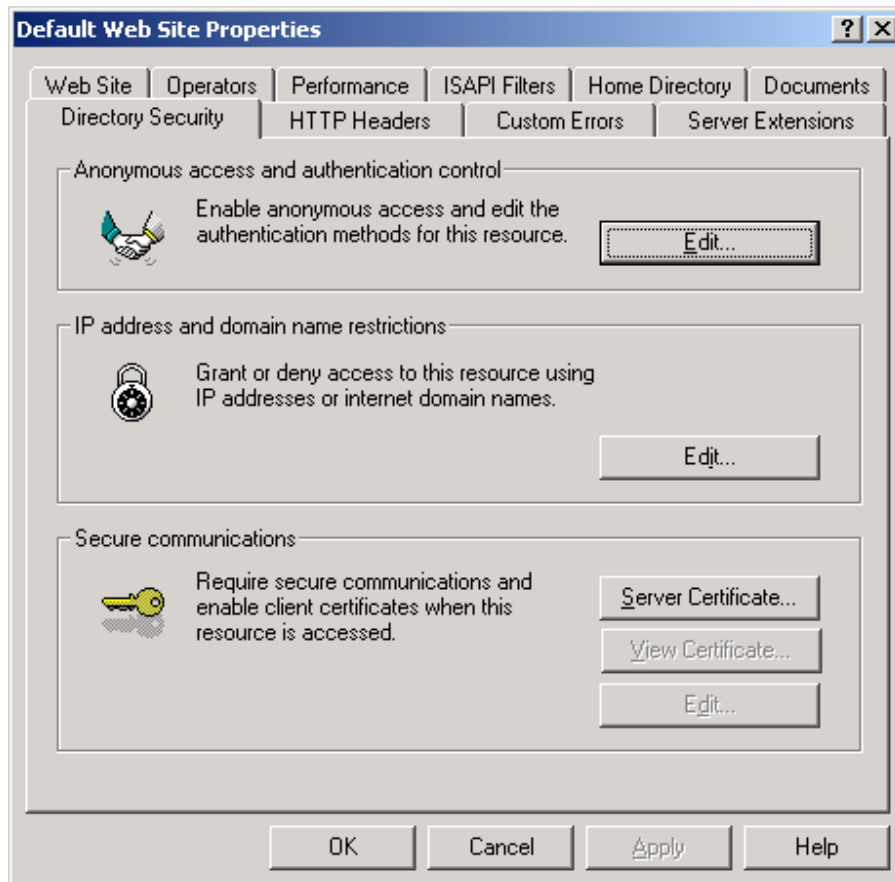 Default Web Site Properties
Web Site Operators Performance ISAPI Filters Home Directory Documents
Directory Security HTTP Headers Custom Errors Server Extensions
Anonymous access and authentication control
Enable anonymous access and edit the
authentication methods for this resource.
Edit...
IP address and domain name restrictions
Grant or deny access to this resource using
IP addresses or internet domain names.
Edit...
Secure communications
Require secure communications and
enable client certificates when this
resource is accessed.
Server Certificate...
View Certificate...
Edit...
OK Cancel Apply Help